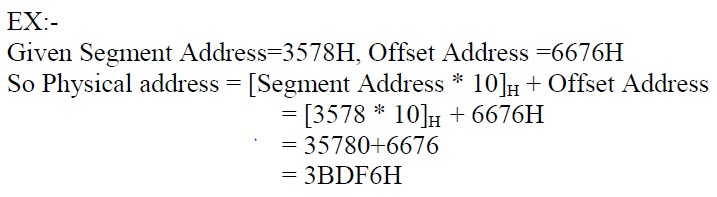 EX:-
Given Segment Address=3578H, Offset Address =6676H
So Physical address = [Segment Address * 10]H + Offset Address
= [3578 * 10]H + 6676H
= 35780+6676
= 3BDF6H